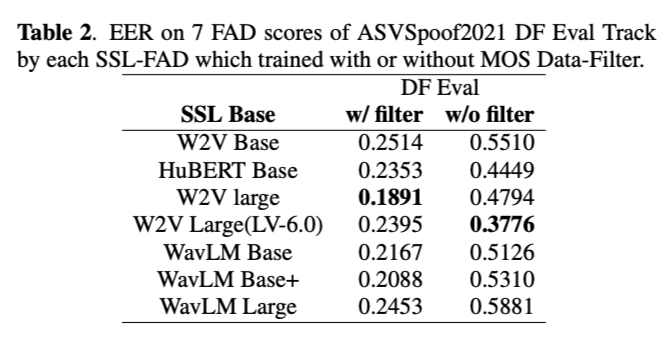 Table 2. EER on 7 FAD scores of ASVSpoof2021 DF Eval Track
by each SSL-FAD which trained with or without MOS Data-Filter.
DF Eval
SSL Base w/ filter w/o filter
W2V Base 0.2514 0.5510
HuBERT Base 0.2353 0.4449
W2V large 0.1891 0.4794
W2V Large(LV-6.0) 0.2395 0.3776
WavLM Base 0.2167 0.5126
WavLM Base+ 0.2088 0.5310
WavLM Large 0.2453 0.5881